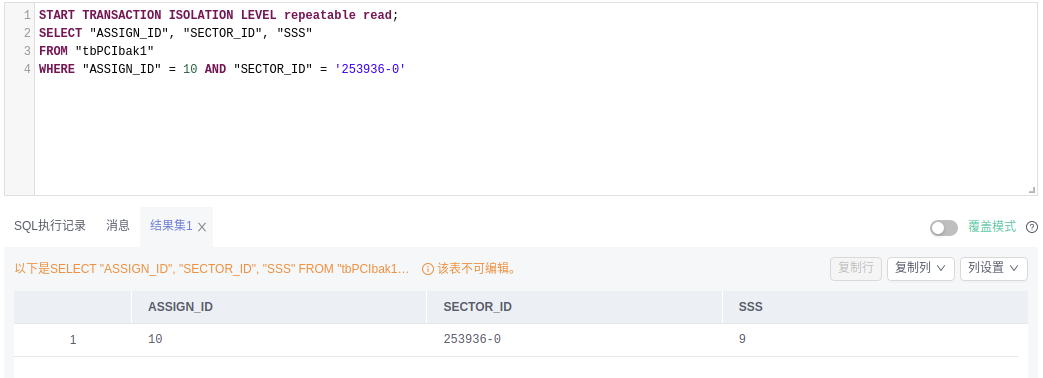 1 START TRANSACTION ISOLATION LEVEL repeatable read;
2 SELECT "ASSIGN_ID", "SECTOR_ID", "SSS"
3 FROM "tbPCIbak1"
4 WHERE "ASSIGN_ID" = 10 AND "SECTOR_ID" = '253936-0'
SQL执行记录 消息 结果集1 覆盖模式
以下是SELECT "ASSIGN_ID", "SECTOR_ID", "SSS" FROM "tbPCIbak1... 该表不可编辑。 复制行 复制列 列设置
ASSIGN_ID SECTOR_ID SSS
1 10 253936-0 9